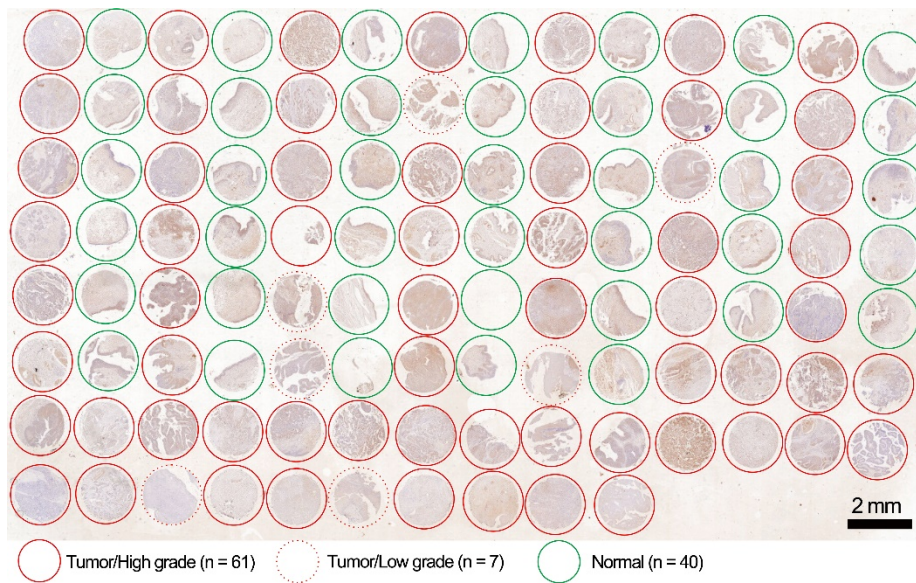 2 mm
Tumor/High grade (n = 61) Tumor/Low grade (n = 7) Normal (n = 40)